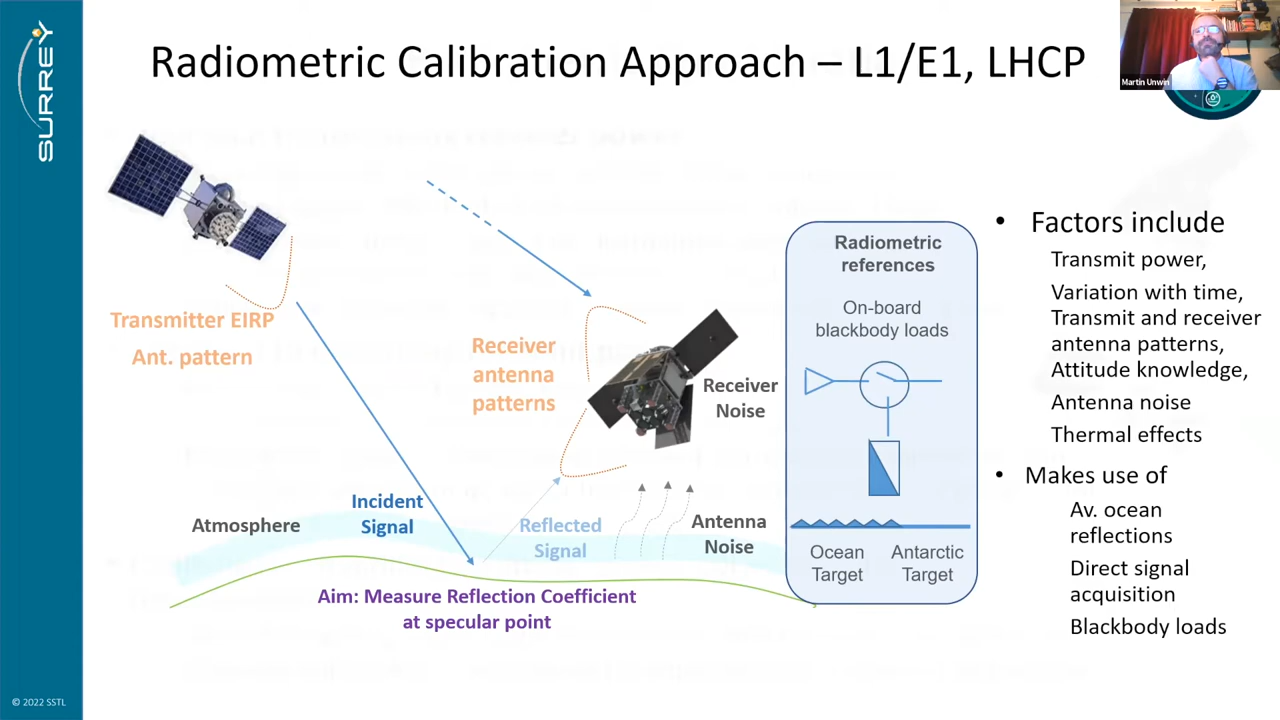 SURREY
Radiometric Calibration Approach – L1/E1, LHCP
Martin Unwin
Transmitter EIRP
Ant. pattern
Receiver
antenna
patterns
Receiver
Noise
Incident
Signal
Atmosphere
Reflected
Signal
Antenna
Noise
Aim: Measure Reflection Coefficient
at specular point
Radiometric
references
On-board
blackbody loads
Ocean
Target
Antarctic
Target
• Factors include
Transmit power,
Variation with time,
Transmit and receiver
antenna patterns,
Attitude knowledge,
Antenna noise
Thermal effects
• Makes use of
Av. ocean
reflections
Direct signal
acquisition
Blackbody loads
© 2022 SSTL